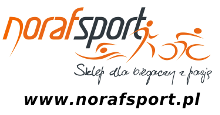 norafsport
Sklep dla biegaczy z pasją
www.norafsport.pl